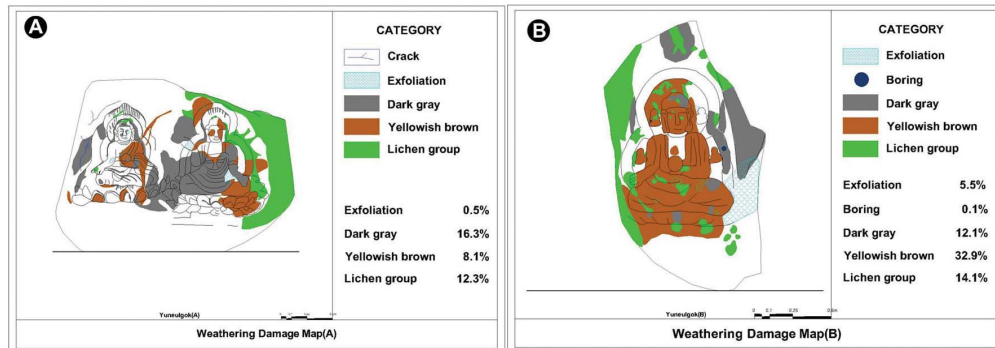 A
CATEGORY
Crack
Exfoliation
Dark gray
Yellowish brown
Lichen group
Exfoliation 0.5%
Dark gray 16.3%
Yellowish brown 8.1%
Lichen group 12.3%
Yuneulgok(A)
Weathering Damage Map(A)
B
CATEGORY
Exfoliation
Boring
Dark gray
Yellowish brown
Lichen group
Exfoliation 5.5%
Boring 0.1%
Dark gray 12.1%
Yellowish brown 32.9%
Lichen group 14.1%
Yuneulgok(B)
Weathering Damage Map(B)